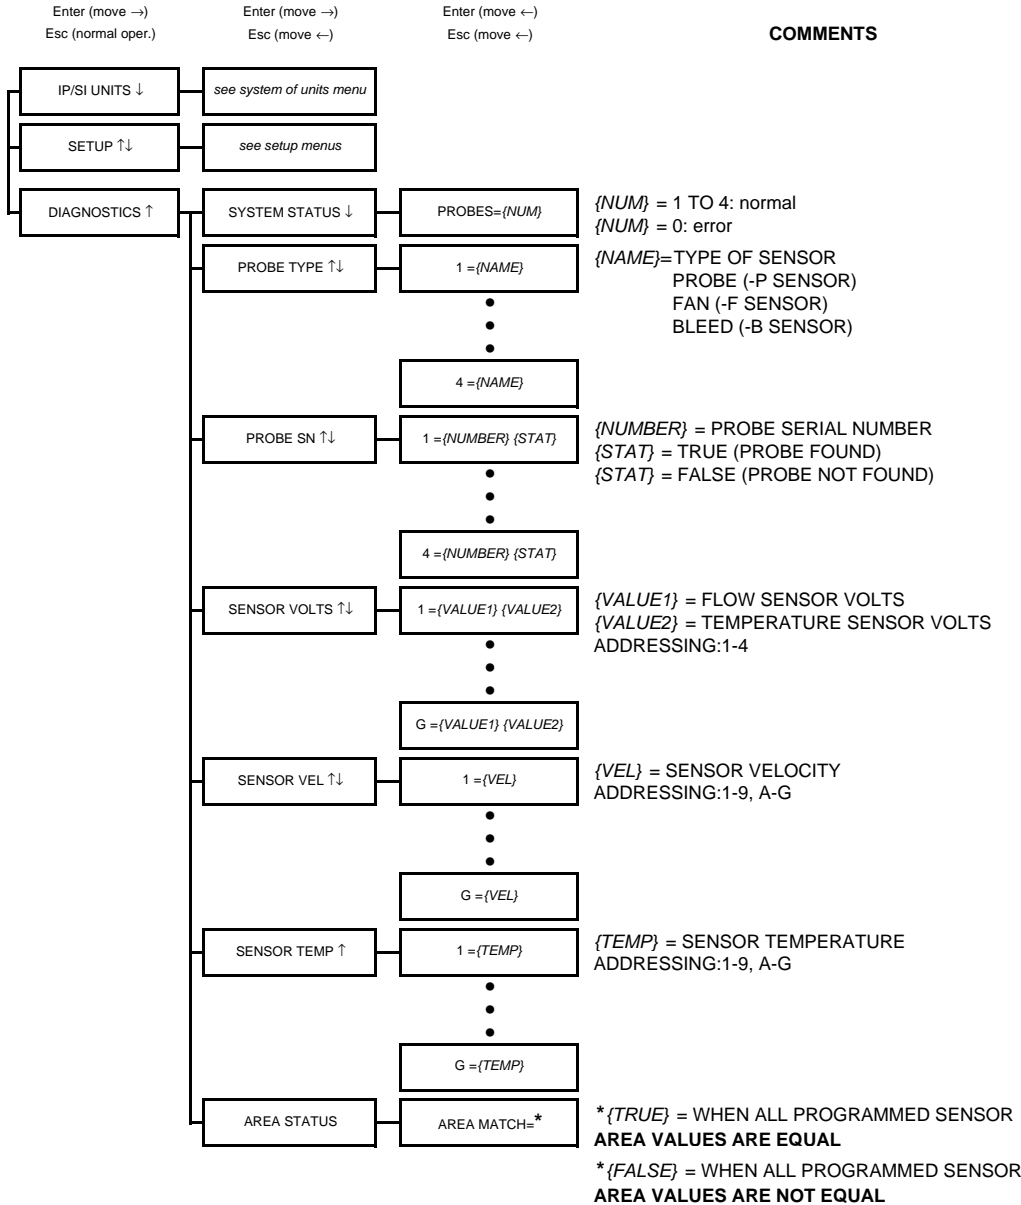 Enter (move →) Enter (move →) Enter (move ←)
Esc (normal oper.) Esc (move ←) Esc (move ←) COMMENTS
IP/SI UNITS ↓ see system of units menu
SETUP ↑↓ see setup menus
DIAGNOSTICS ↑ SYSTEM STATUS ↓ PROBES={NUM} {NUM} = 1 TO 4: normal
{NUM} = 0: error
PROBE TYPE ↑↓ 1 ={NAME} {NAME}=TYPE OF SENSOR
PROBE (-P SENSOR)
FAN (-F SENSOR)
BLEED (-B SENSOR)
4 ={NAME}
PROBE SN ↑↓ 1 ={NUMBER} {STAT} {NUMBER} = PROBE SERIAL NUMBER
{STAT} = TRUE (PROBE FOUND)
{STAT} = FALSE (PROBE NOT FOUND)
4 ={NUMBER} {STAT}
SENSOR VOLTS ↑↓ 1 ={VALUE1} {VALUE2} {VALUE1} = FLOW SENSOR VOLTS
{VALUE2} = TEMPERATURE SENSOR VOLTS
ADDRESSING:1-4
G ={VALUE1} {VALUE2}
SENSOR VEL ↑↓ 1 ={VEL} {VEL} = SENSOR VELOCITY
ADDRESSING:1-9, A-G
G ={VEL}
SENSOR TEMP ↑ 1 ={TEMP} {TEMP} = SENSOR TEMPERATURE
ADDRESSING:1-9, A-G
G ={TEMP}
AREA STATUS AREA MATCH=* *{TRUE} = WHEN ALL PROGRAMMED SENSOR
AREA VALUES ARE EQUAL
*{FALSE} = WHEN ALL PROGRAMMED SENSOR
AREA VALUES ARE NOT EQUAL